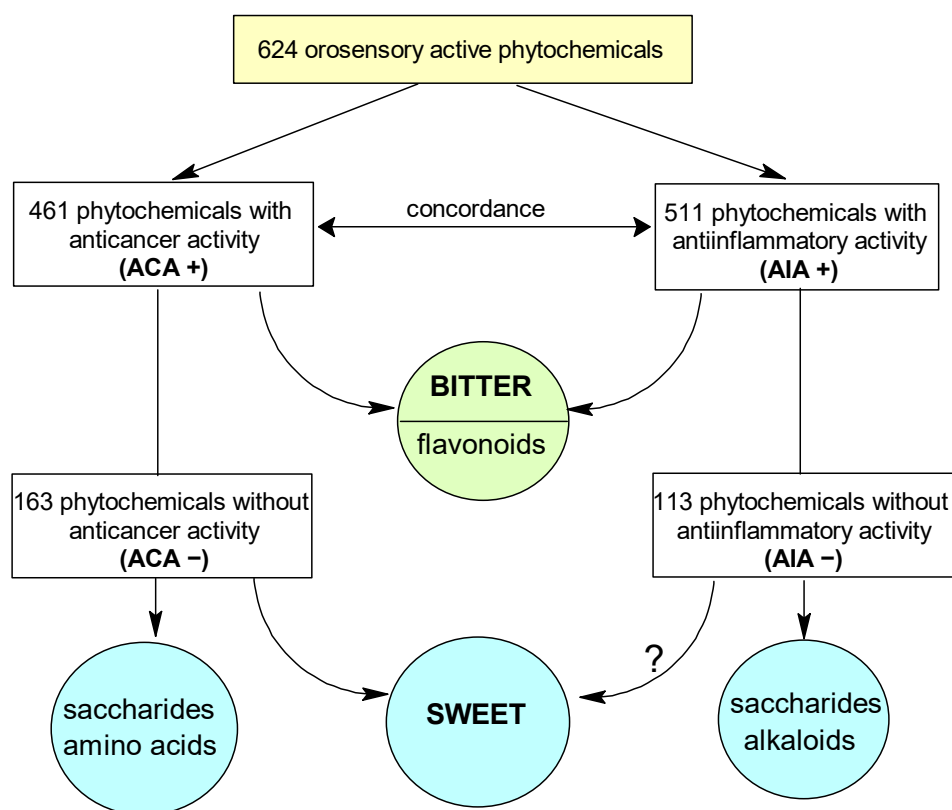 624 orosensory active phytochemicals
461 phytochemicals with
anticancer activity
(ACA +)
concordance
511 phytochemicals with
antiinflammatory activity
(AIA +)
BITTER
flavonoids
163 phytochemicals without
anticancer activity
(ACA −)
113 phytochemicals without
antiinflammatory activity
(AIA −)
?
saccharides
amino acids
SWEET
saccharides
alkaloids